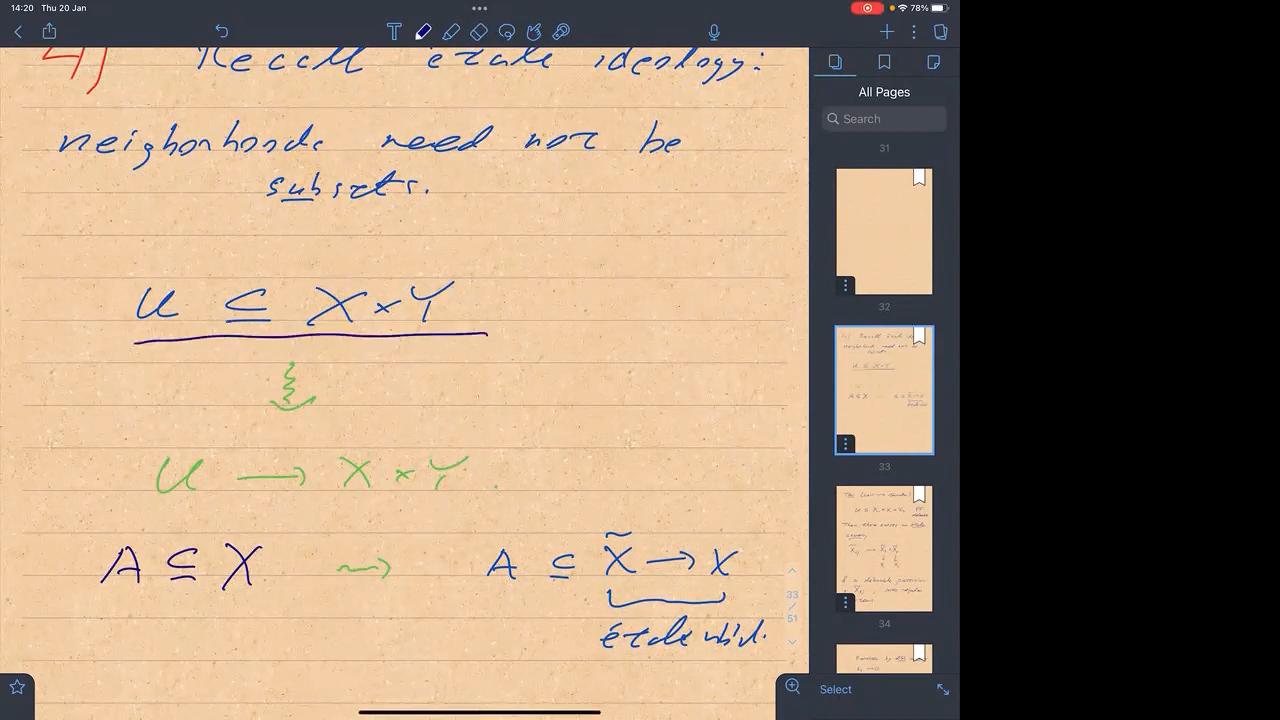 14:20 Thu 20 Jan
78%
4) Recall étale ideology:
neighborhoods need not be
subsets.
U ⊆ X × Y
U → X × Y.
A ⊆ X ⇝ A ⊆ X̃ → X
étale nbhd.
33
/
51
All Pages
Search
31
32
33
34
Select